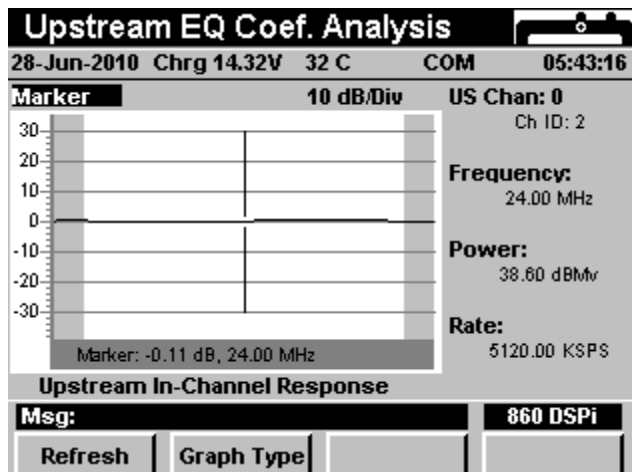 Upstream EQ Coef. Analysis
28-Jun-2010 Chrg 14.32V 32 C COM 05:43:16
Marker 10 dB/Div
30
20
10
0
-10
-20
-30
Marker: -0.11 dB, 24.00 MHz
Upstream In-Channel Response
US Chan: 0
Ch ID: 2
Frequency:
24.00 MHz
Power:
38.60 dBMv
Rate:
5120.00 KSPS
Msg: 860 DSPi
Refresh Graph Type